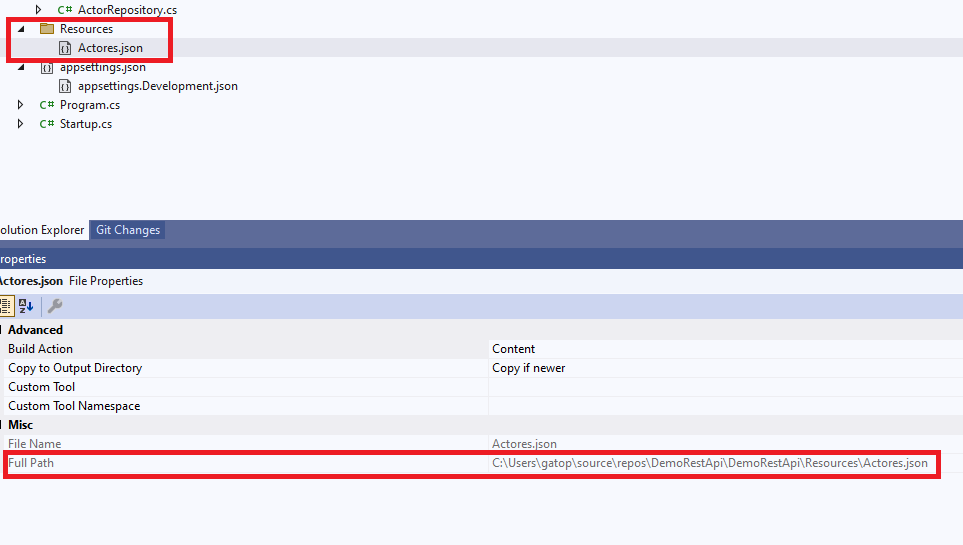 C# ActorRepository.cs
Resources
Actores.json
appsettings.json
appsettings.Development.json
C# Program.cs
C# Startup.cs
olution Explorer Git Changes
roperties
Actores.json File Properties
Advanced
Build Action Content
Copy to Output Directory Copy if newer
Custom Tool
Custom Tool Namespace
Misc
File Name Actores.json
Full Path C:\Users\gatop\source\repos\DemoRestApi\DemoRestApi\Resources\Actores.json